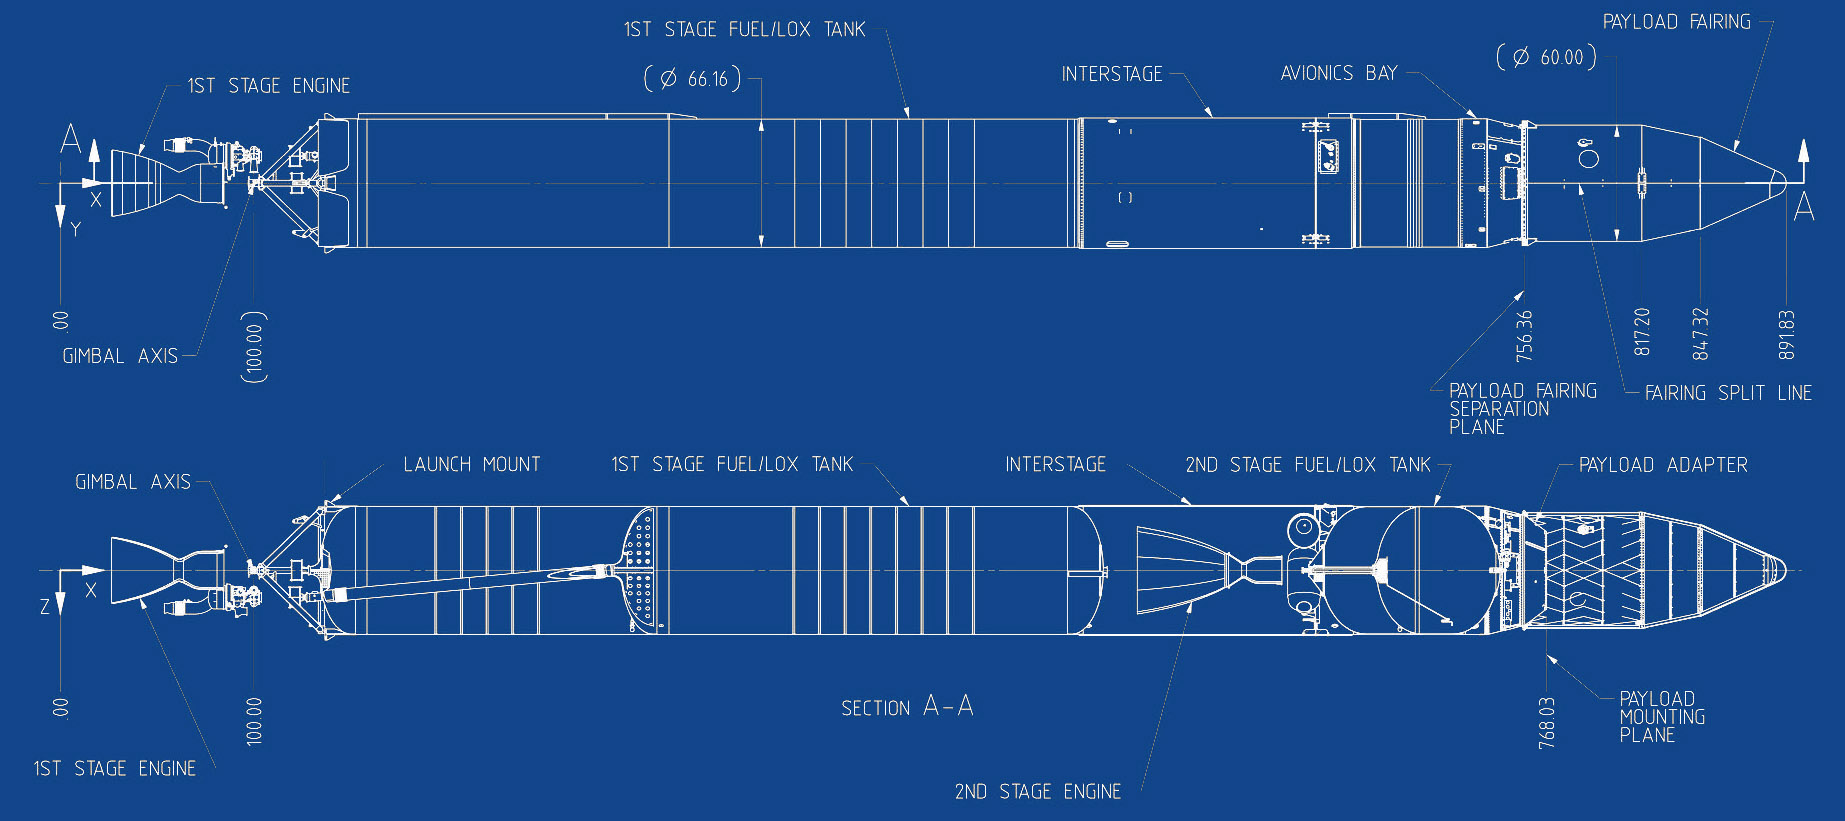 1ST STAGE FUEL/LOX TANK
PAYLOAD FAIRING
(Ø 66.16)
INTERSTAGE
AVIONICS BAY
(Ø 60.00)
1ST STAGE ENGINE
A
X
Y
A
.00
GIMBAL AXIS
(100.00)
756.36
817.20
847.32
891.83
PAYLOAD FAIRING
SEPARATION
PLANE
FAIRING SPLIT LINE
GIMBAL AXIS
LAUNCH MOUNT
1ST STAGE FUEL/LOX TANK
INTERSTAGE
2ND STAGE FUEL/LOX TANK
PAYLOAD ADAPTER
X
Z
.00
100.00
SECTION A-A
768.03
PAYLOAD
MOUNTING
PLANE
1ST STAGE ENGINE
2ND STAGE ENGINE